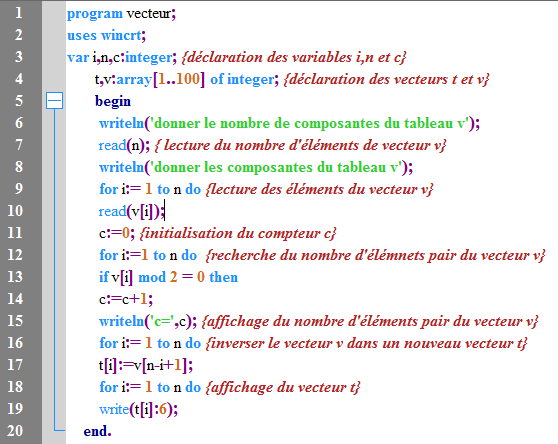 1 program vecteur;
2 uses wincrt;
3 var i,n,c:integer; {déclaration des variables i,n et c}
4 t,v:array[1..100] of integer; {déclaration des vecteurs t et v}
5 begin
6 writeln('donner le nombre de composantes du tableau v');
7 read(n); { lecture du nombre d'éléments de vecteur v}
8 writeln('donner les composantes du tableau v');
9 for i:= 1 to n do {lecture des éléments du vecteur v}
10 read(v[i]);
11 c:=0; {initialisation du compteur c}
12 for i:=1 to n do {recherche du nombre d'élémnets pair du vecteur v}
13 if v[i] mod 2 = 0 then
14 c:=c+1;
15 writeln('c=',c); {affichage du nombre d'éléments pair du vecteur v}
16 for i:= 1 to n do {inverser le vecteur v dans un nouveau vecteur t}
17 t[i]:=v[n-i+1];
18 for i:= 1 to n do {affichage du vecteur t}
19 write(t[i]:6);
20 end.